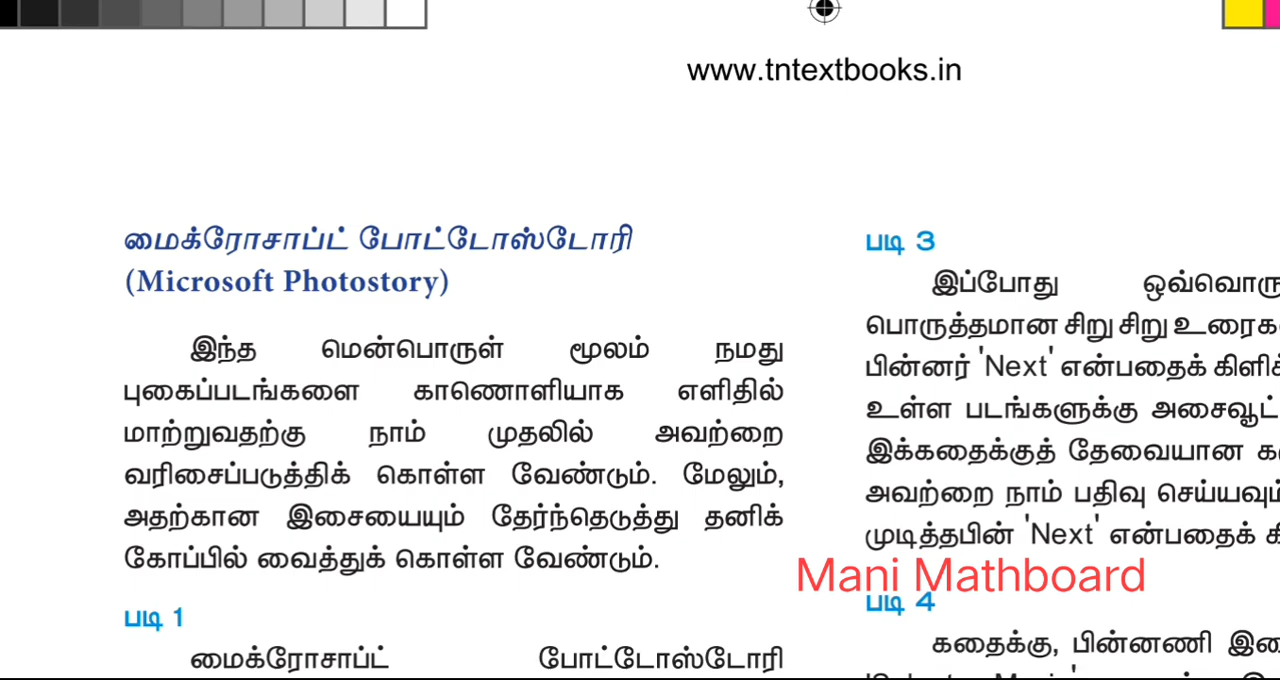 www.tntextbooks.in
மைக்ரோசாப்ட் போட்டோஸ்டோரி
(Microsoft Photostory)
இந்த மென்பொருள் மூலம் நமது
புகைப்படங்களை காணொளியாக எளிதில்
மாற்றுவதற்கு நாம் முதலில் அவற்றை
வரிசைப்படுத்திக் கொள்ள வேண்டும். மேலும்,
அதற்கான இசையையும் தேர்ந்தெடுத்து தனிக்
கோப்பில் வைத்துக் கொள்ள வேண்டும்.
படி 1
மைக்ரோசாப்ட் போட்டோஸ்டோரி
படி 3
இப்போது
பொருத்தமான சிறு சிறு
பின்னர் 'Next' என்பதைக்
உள்ள படங்களுக்கு
இக்கதைக்குத் தேவையான
அவற்றை நாம் பதிவு
முடித்தபின் 'Next' என்பதைக்
Mani Mathboard
படி 4
கதைக்கு, பின்னணி